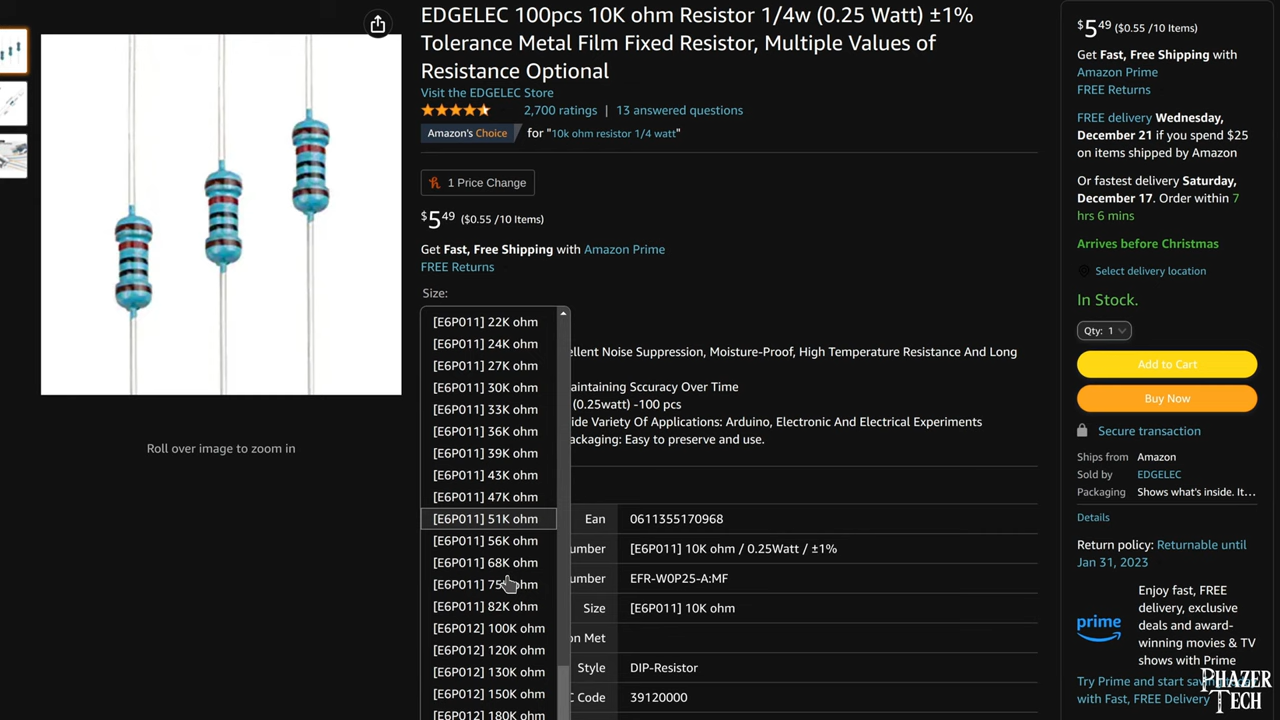 EDGELEC 100pcs 10K ohm Resistor 1/4w (0.25 Watt) ±1%
Tolerance Metal Film Fixed Resistor, Multiple Values of
Resistance Optional
Visit the EDGELEC Store
2,700 ratings | 13 answered questions
Amazon's Choice for "10k ohm resistor 1/4 watt"
1 Price Change
$5 49 ($0.55 /10 Items)
Get Fast, Free Shipping with Amazon Prime
FREE Returns
Size:
[E6P011] 22K ohm
[E6P011] 24K ohm
[E6P011] 27K ohm
[E6P011] 30K ohm
[E6P011] 33K ohm
[E6P011] 36K ohm
[E6P011] 39K ohm
[E6P011] 43K ohm
[E6P011] 47K ohm
[E6P011] 51K ohm
[E6P011] 56K ohm
[E6P011] 68K ohm
[E6P011] 75K ohm
[E6P011] 82K ohm
[E6P012] 100K ohm
[E6P012] 120K ohm
[E6P012] 130K ohm
[E6P012] 150K ohm
[E6P012] 180K ohm
ellent Noise Suppression, Moisture-Proof, High Temperature Resistance And Long
aintaining Sccuracy Over Time
(0.25watt) -100 pcs
ide Variety Of Applications: Arduino, Electronic And Electrical Experiments
ackaging: Easy to preserve and use.
Ean 0611355170968
umber [E6P011] 10K ohm / 0.25Watt / ±1%
umber EFR-W0P25-A:MF
Size [E6P011] 10K ohm
on Met
Style DIP-Resistor
C Code 39120000
Roll over image to zoom in
$5 49 ($0.55 /10 Items)
Get Fast, Free Shipping with
Amazon Prime
FREE Returns
FREE delivery Wednesday,
December 21 if you spend $25
on items shipped by Amazon
Or fastest delivery Saturday,
December 17. Order within 7
hrs 6 mins
Arrives before Christmas
Select delivery location
In Stock.
Qty: 1
Add to Cart
Buy Now
Secure transaction
Ships from Amazon
Sold by EDGELEC
Packaging Shows what's inside. It…
Details
Return policy: Returnable until
Jan 31, 2023
prime
Enjoy fast, FREE
delivery, exclusive
deals and award-
winning movies & TV
shows with Prime
Try Prime and start saving
with Fast, FREE Delivery
PHAZER
TECH